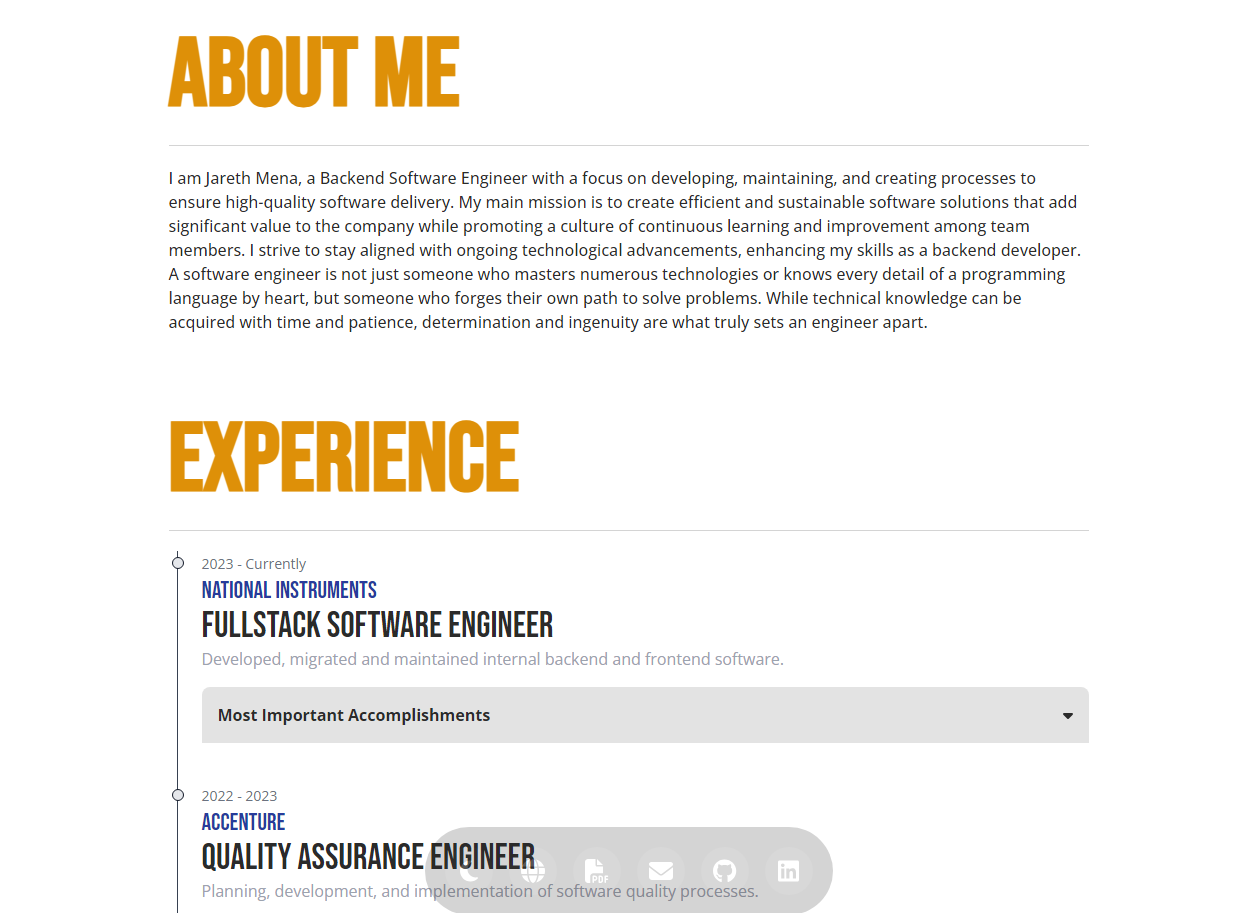 ABOUT ME
I am Jareth Mena, a Backend Software Engineer with a focus on developing, maintaining, and creating processes to
ensure high-quality software delivery. My main mission is to create efficient and sustainable software solutions that add
significant value to the company while promoting a culture of continuous learning and improvement among team
members. I strive to stay aligned with ongoing technological advancements, enhancing my skills as a backend developer.
A software engineer is not just someone who masters numerous technologies or knows every detail of a programming
language by heart, but someone who forges their own path to solve problems. While technical knowledge can be
acquired with time and patience, determination and ingenuity are what truly sets an engineer apart.
EXPERIENCE
2023 - Currently
NATIONAL INSTRUMENTS
FULLSTACK SOFTWARE ENGINEER
Developed, migrated and maintained internal backend and frontend software.
Most Important Accomplishments
2022 - 2023
ACCENTURE
QUALITY ASSURANCE ENGINEER
Planning, development, and implementation of software quality processes.
PDF
in